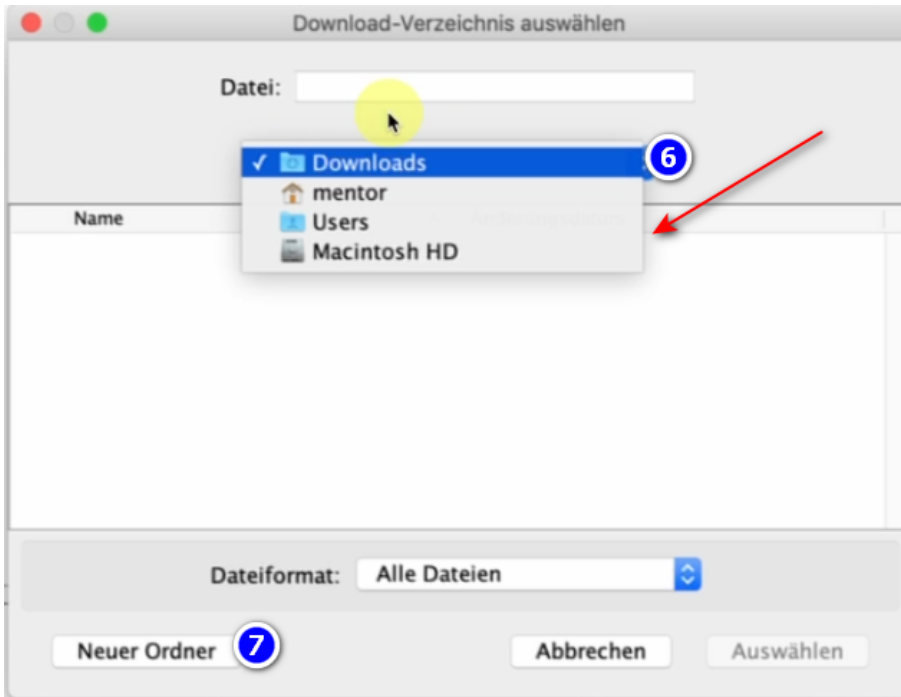 Download-Verzeichnis auswählen
Datei:
✓ Downloads
6
mentor
Users
Macintosh HD
Name
Dateiformat: Alle Dateien
Neuer Ordner
7
Abbrechen
Auswählen